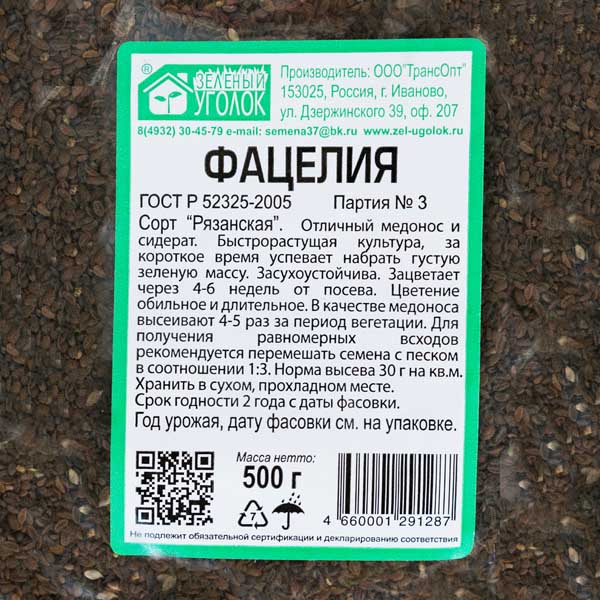 ®
ЗЕЛЕНЫЙ
УГОЛОК
Производитель: ООО"ТрансОпт"
153025, Россия, г. Иваново,
ул. Дзержинского 39, оф. 207
8(4932) 30-45-79 e-mail: semena37@bk.ru www.zel-ugolok.ru
ФАЦЕЛИЯ
ГОСТ Р 52325-2005 Партия № 3
Сорт "Рязанская". Отличный медонос и
сидерат. Быстрорастущая культура, за
короткое время успевает набрать густую
зеленую массу. Засухоустойчива. Зацветает
через 4-6 недель от посева. Цветение
обильное и длительное. В качестве медоноса
высеивают 4-5 раз за период вегетации. Для
получения равномерных всходов
рекомендуется перемешать семена с песком
в соотношении 1:3. Норма высева 30 г на кв.м.
Хранить в сухом, прохладном месте.
Срок годности 2 года с даты фасовки.
Год урожая, дату фасовки см. на упаковке.
Масса нетто:
500 г
7
4 660001 291287
Не подлежит обязательной сертификации и декларированию соответствия